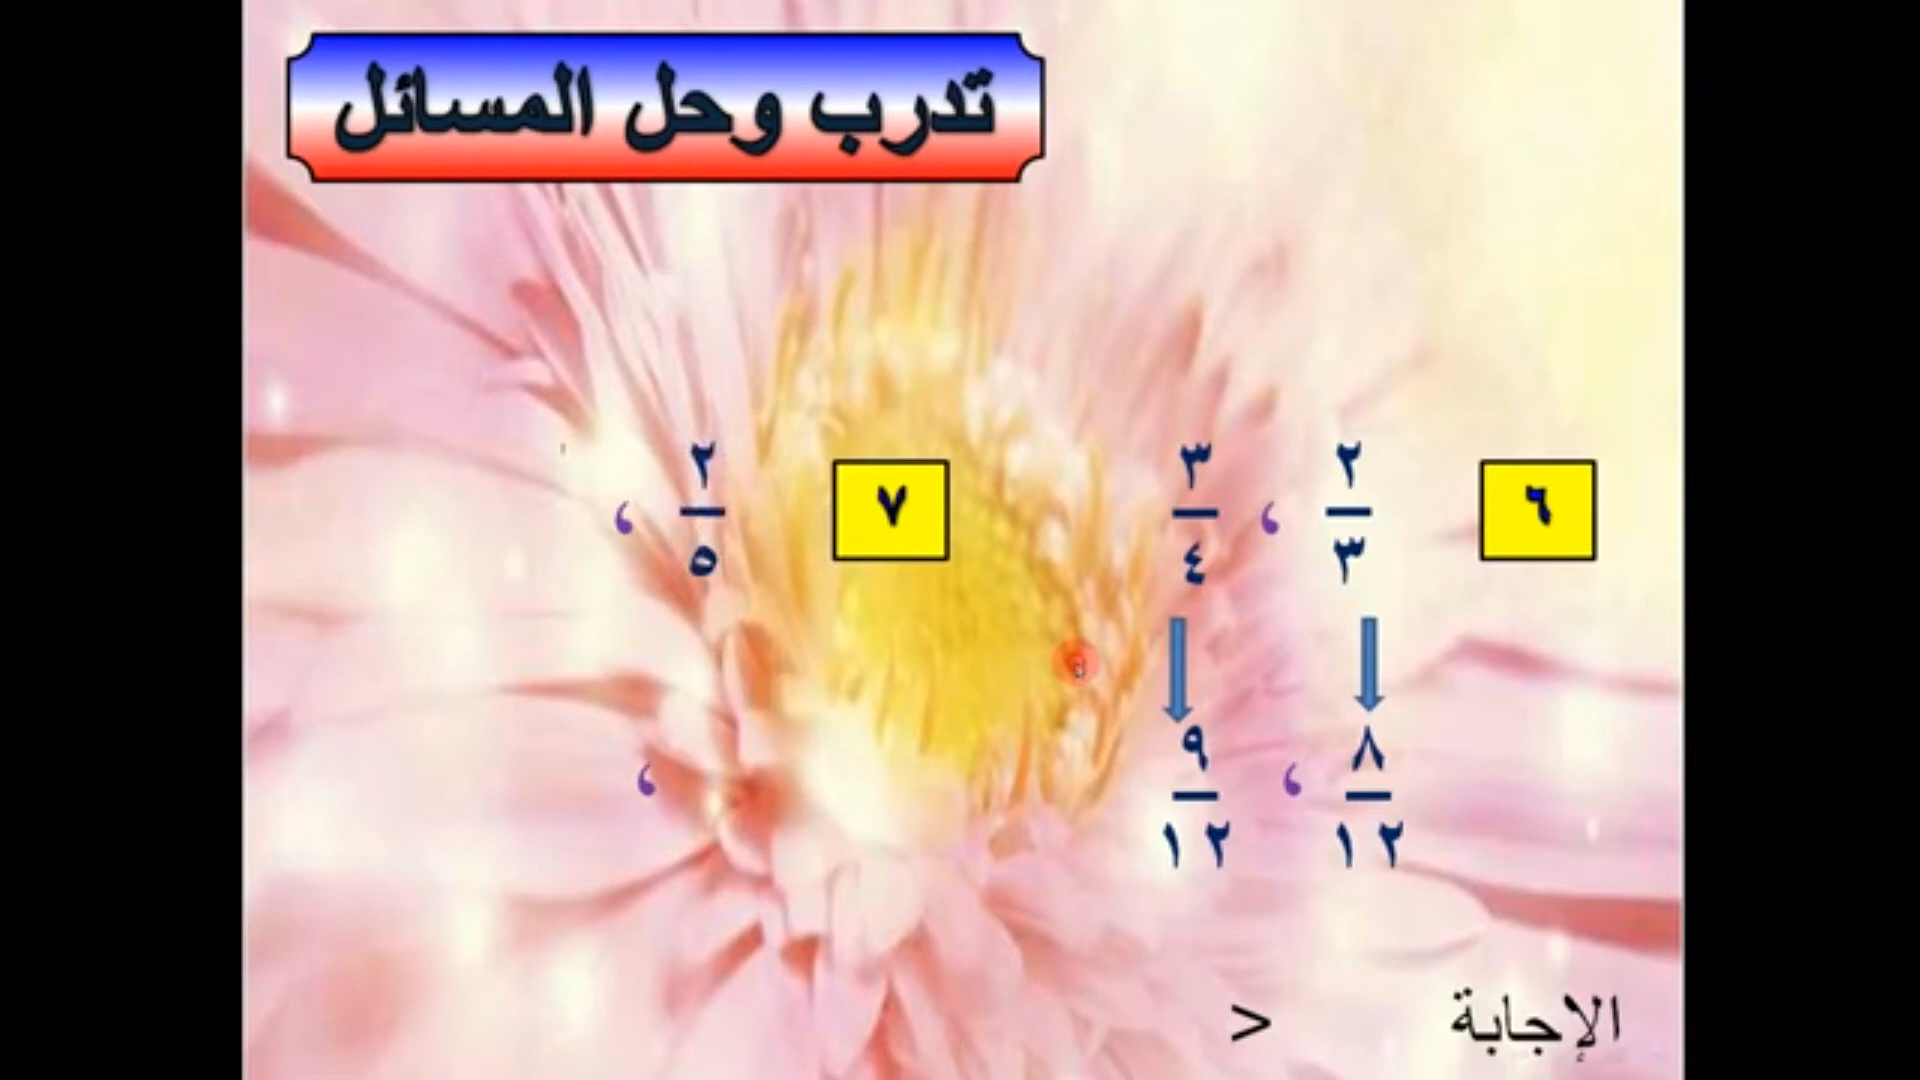 تدرب وحل المسائل
٦ ٢/٣ ، ٣/٤
٧ ٢/٥ ،
٨/١٢ ، ٩/١٢
،
الإجابة >